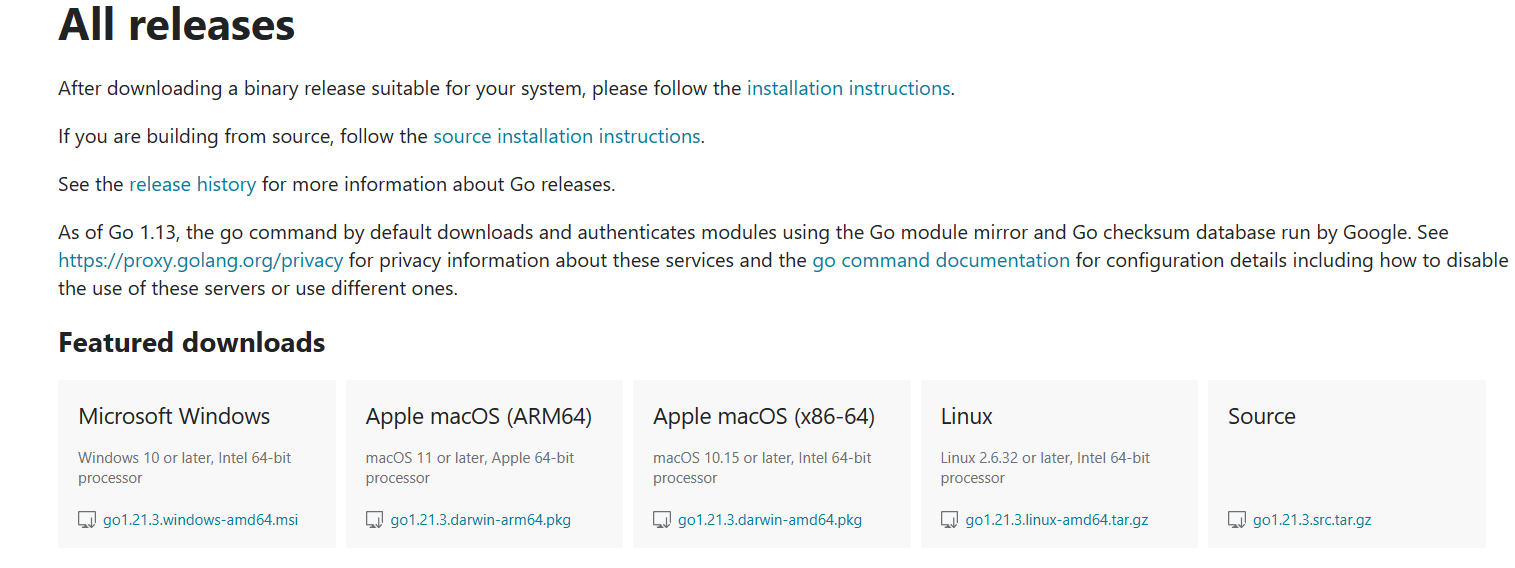 All releases
After downloading a binary release suitable for your system, please follow the installation instructions.
If you are building from source, follow the source installation instructions.
See the release history for more information about Go releases.
As of Go 1.13, the go command by default downloads and authenticates modules using the Go module mirror and Go checksum database run by Google. See
https://proxy.golang.org/privacy for privacy information about these services and the go command documentation for configuration details including how to disable
the use of these servers or use different ones.
Featured downloads
Microsoft Windows
Windows 10 or later, Intel 64-bit
processor
go1.21.3.windows-amd64.msi
Apple macOS (ARM64)
macOS 11 or later, Apple 64-bit
processor
go1.21.3.darwin-arm64.pkg
Apple macOS (x86-64)
macOS 10.15 or later, Intel 64-bit
processor
go1.21.3.darwin-amd64.pkg
Linux
Linux 2.6.32 or later, Intel 64-bit
processor
go1.21.3.linux-amd64.tar.gz
Source
go1.21.3.src.tar.gz